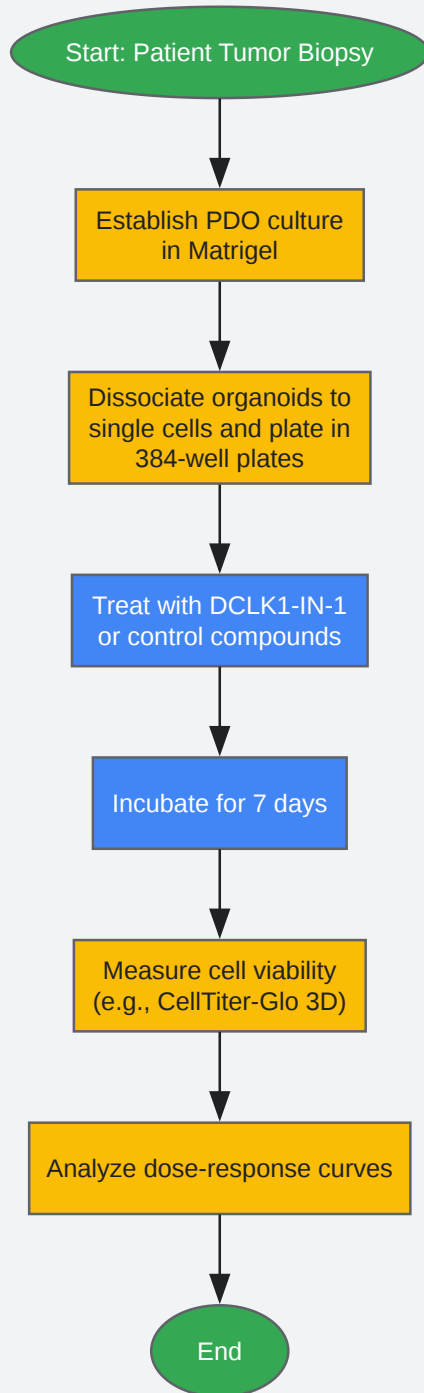 Start: Patient Tumor Biopsy
Establish PDO culture
in Matrigel
Dissociate organoids to
single cells and plate in
384-well plates
Treat with DCLK1-IN-1
or control compounds
Incubate for 7 days
Measure cell viability
(e.g., CellTiter-Glo 3D)
Analyze dose-response curves
End